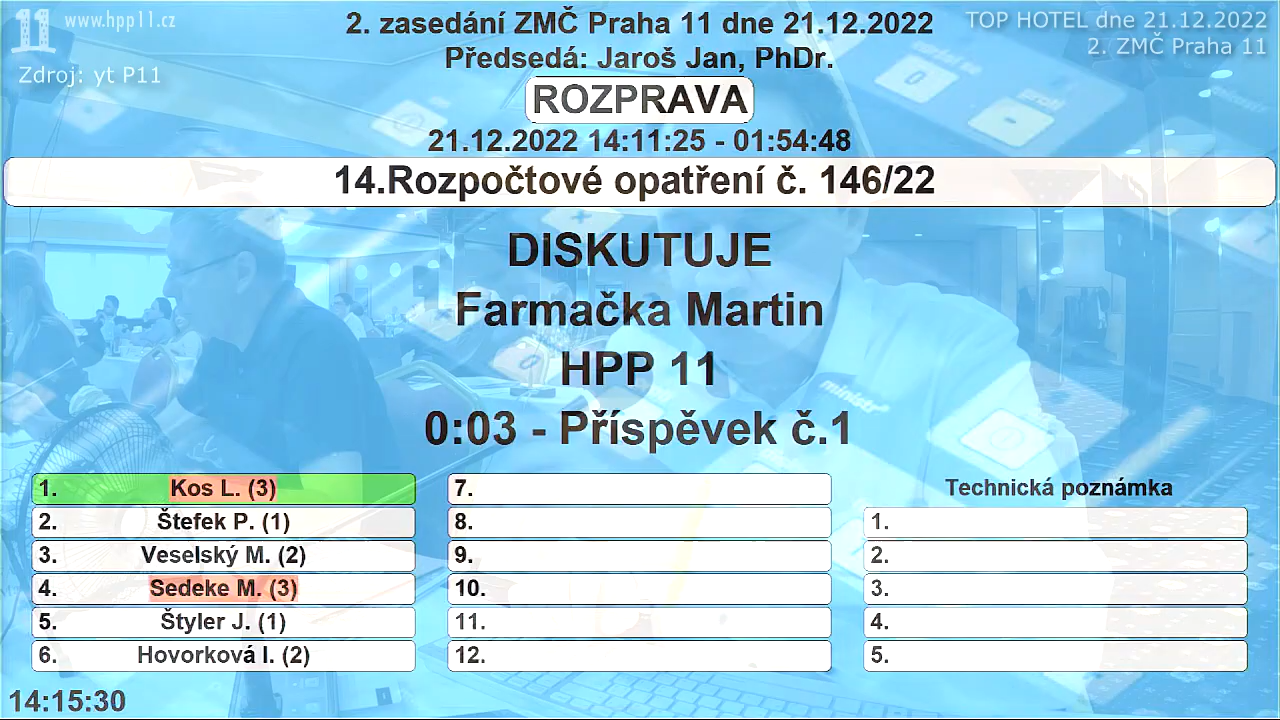 11 www.hpp11.cz
Zdroj: yt P11
2. zasedání ZMČ Praha 11 dne 21.12.2022
TOP HOTEL dne 21.12.2022
2. ZMČ Praha 11
Předsedá: Jaroš Jan, PhDr.
ROZPRAVA
21.12.2022 14:11:25 - 01:54:48
14.Rozpočtové opatření č. 146/22
DISKUTUJE
Farmačka Martin
HPP 11
0:03 - Příspěvek č.1
1. Kos L. (3)
2. Štefek P. (1)
3. Veselský M. (2)
4. Sedeke M. (3)
5. Štyler J. (1)
6. Hovorková I. (2)
7.
8.
9.
10.
11.
12.
Technická poznámka
1.
2.
3.
4.
5.
14:15:30